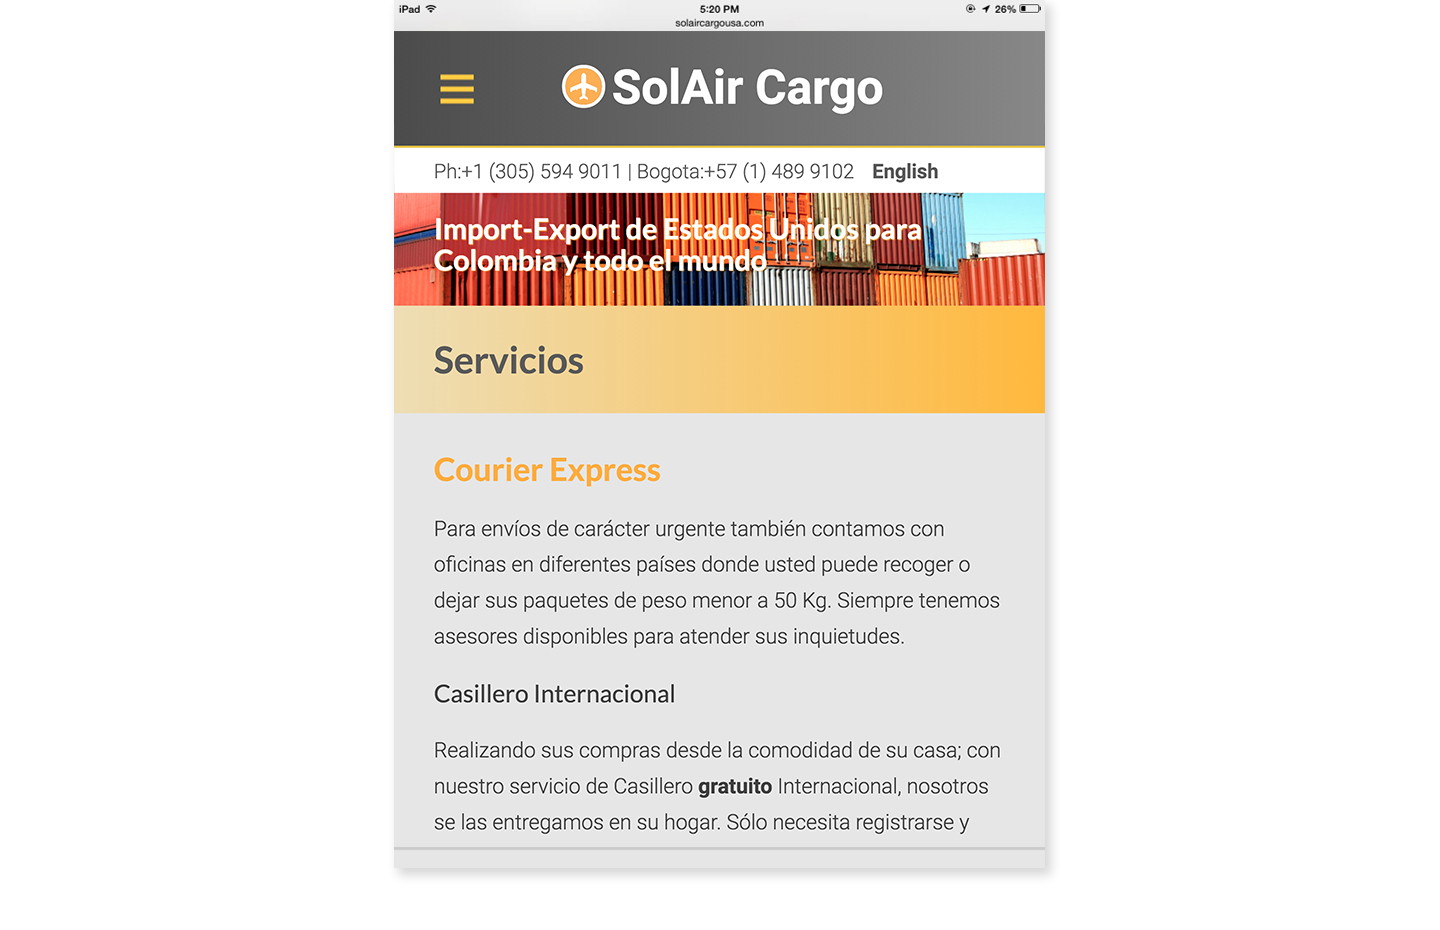 iPad 5:20 PM 26%
solaircargousa.com
SolAir Cargo
Ph:+1 (305) 594 9011 | Bogota:+57 (1) 489 9102 English
Import-Export de Estados Unidos para
Colombia y todo el mundo
Servicios
Courier Express
Para envíos de carácter urgente también contamos con
oficinas en diferentes países donde usted puede recoger o
dejar sus paquetes de peso menor a 50 Kg. Siempre tenemos
asesores disponibles para atender sus inquietudes.
Casillero Internacional
Realizando sus compras desde la comodidad de su casa; con
nuestro servicio de Casillero gratuito Internacional, nosotros
se las entregamos en su hogar. Sólo necesita registrarse y